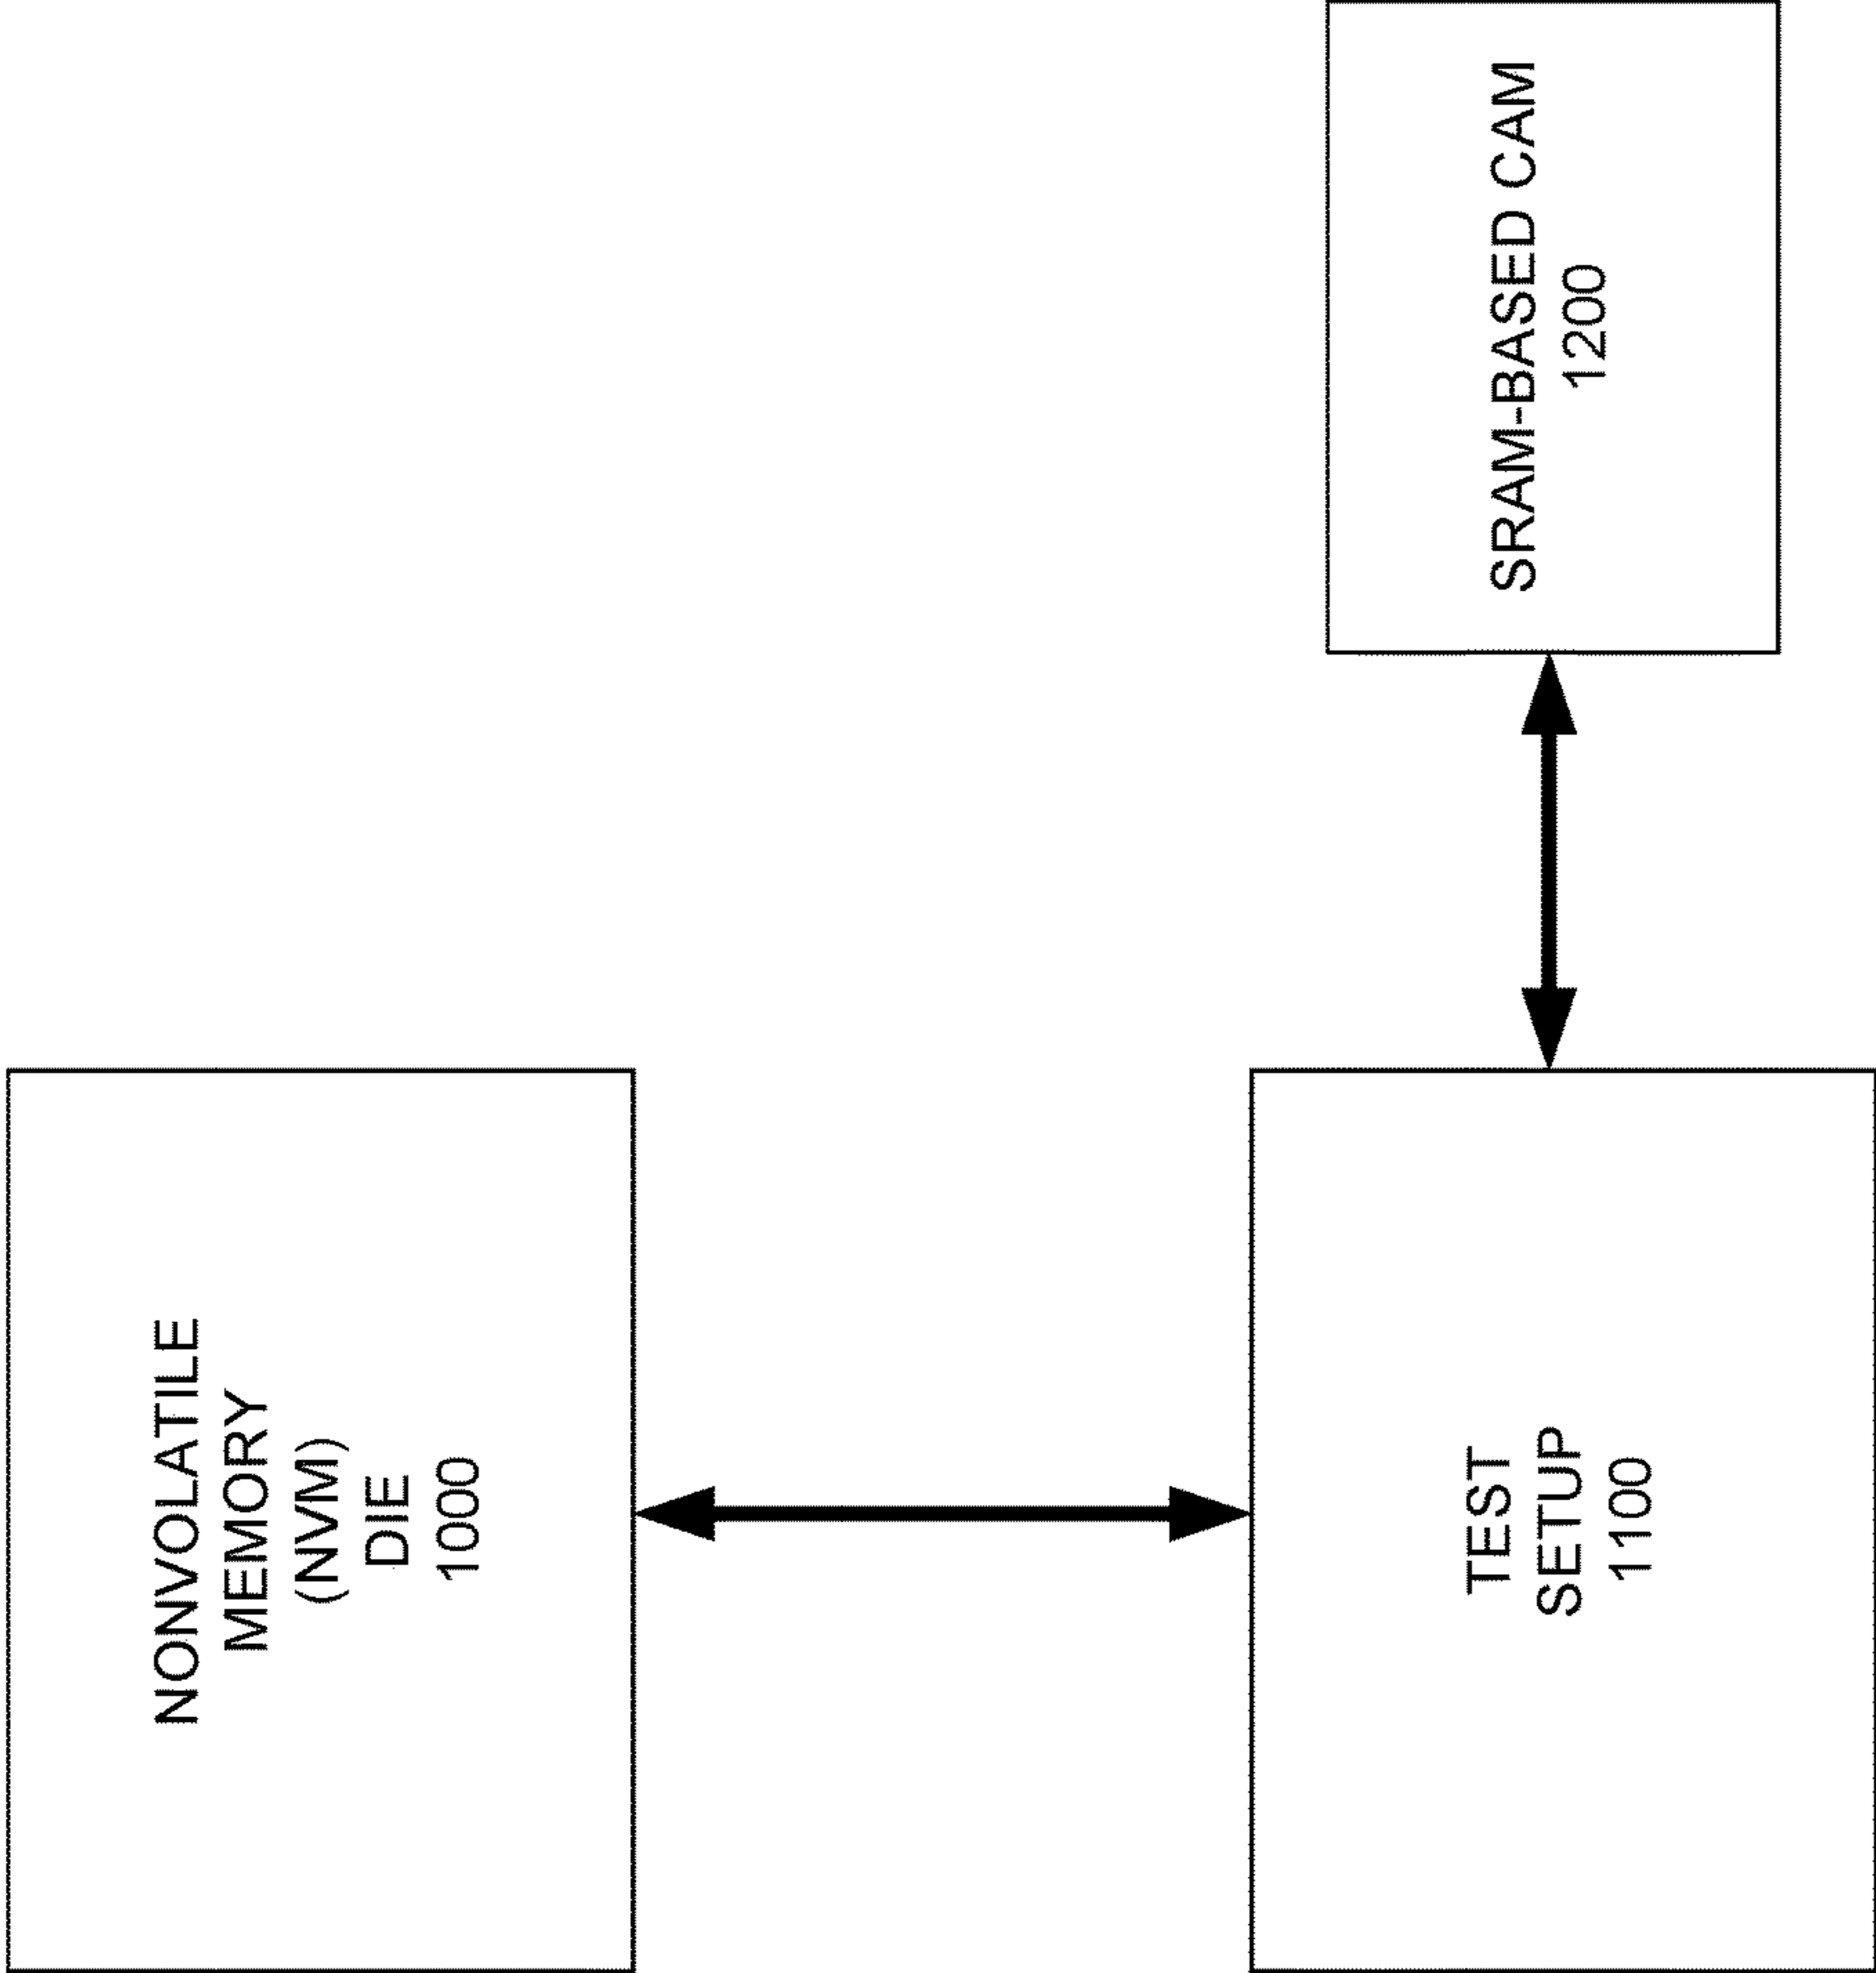 NONVOLATILE
MEMORY
(NVM)
DIE
1000
TEST
SETUP
1100
SRAM-BASED CAM
1200